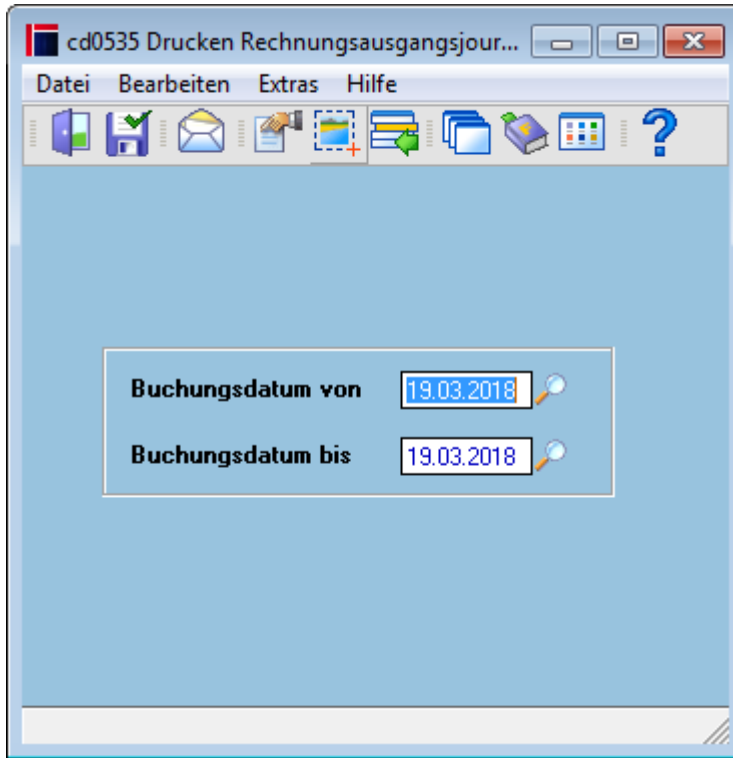 cd0535 Drucken Rechnungsausgangsjour...
Datei Bearbeiten Extras Hilfe
Buchungsdatum von 19.03.2018
Buchungsdatum bis 19.03.2018